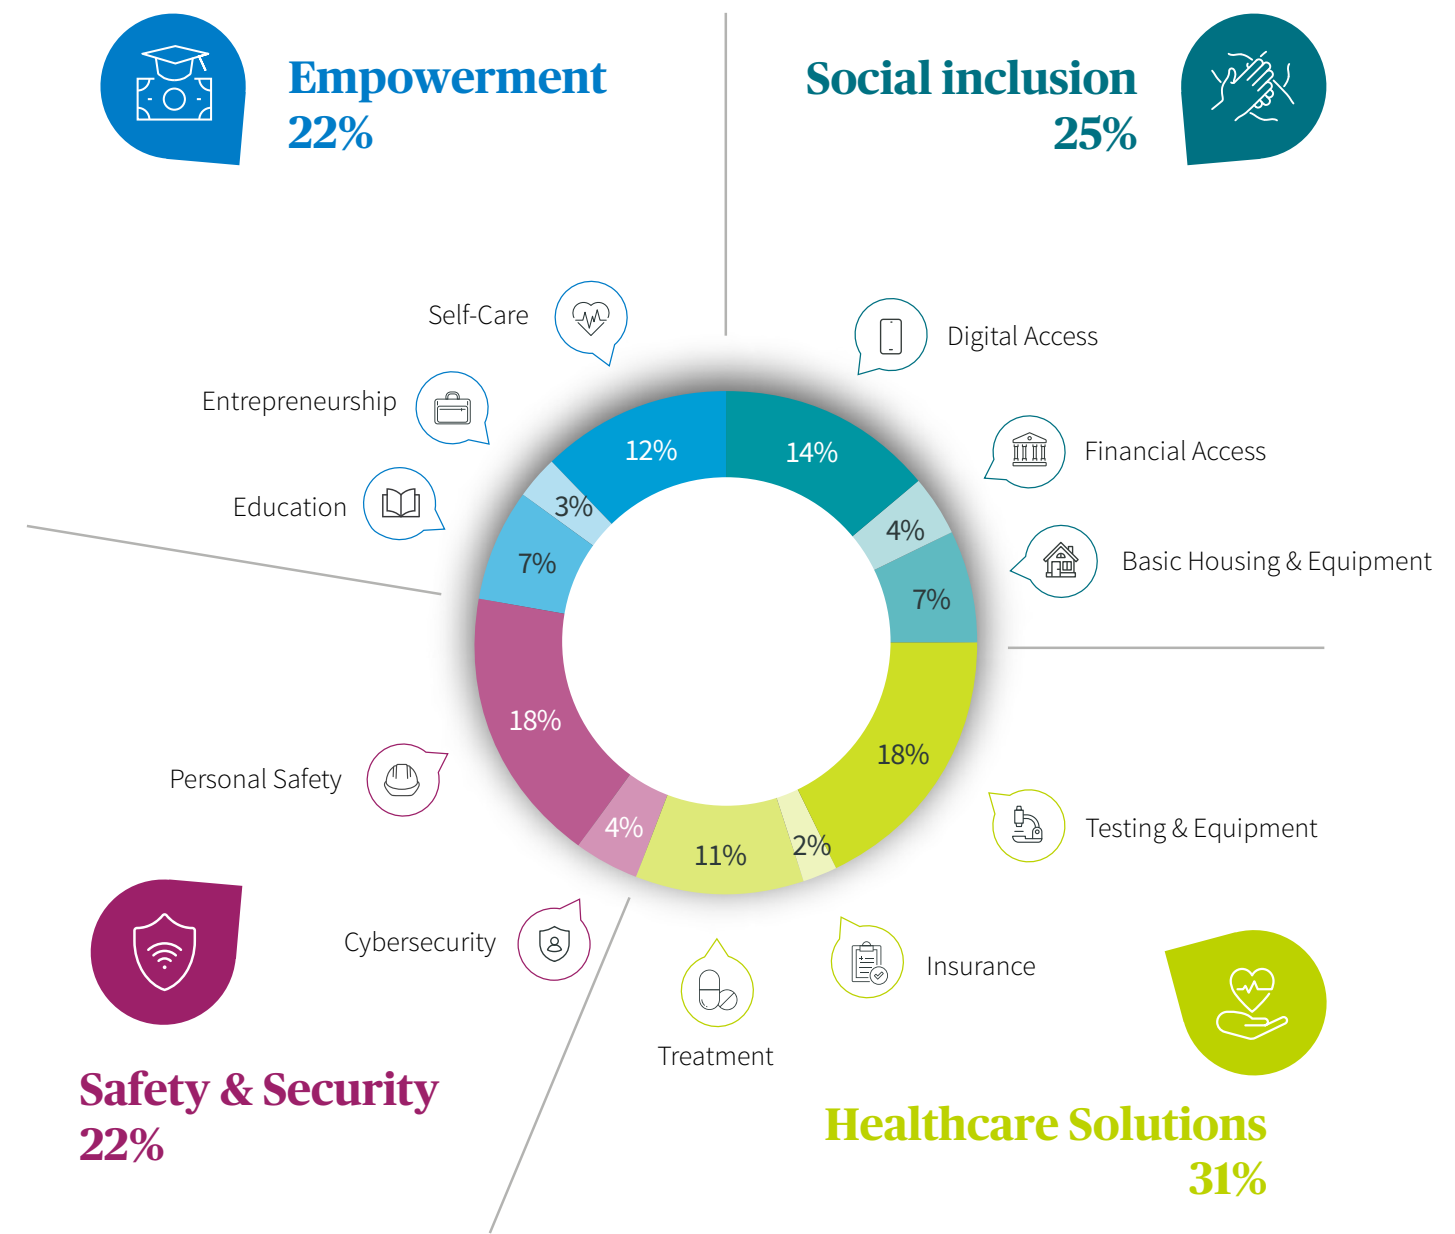 Empowerment
22%
Social inclusion
25%
Self-Care
Digital Access
Entrepreneurship
Financial Access
Education
Basic Housing & Equipment
12%
14%
3%
4%
7%
7%
18%
18%
4%
11%
2%
Personal Safety
Testing & Equipment
Cybersecurity
Insurance
Treatment
Safety & Security
22%
Healthcare Solutions
31%